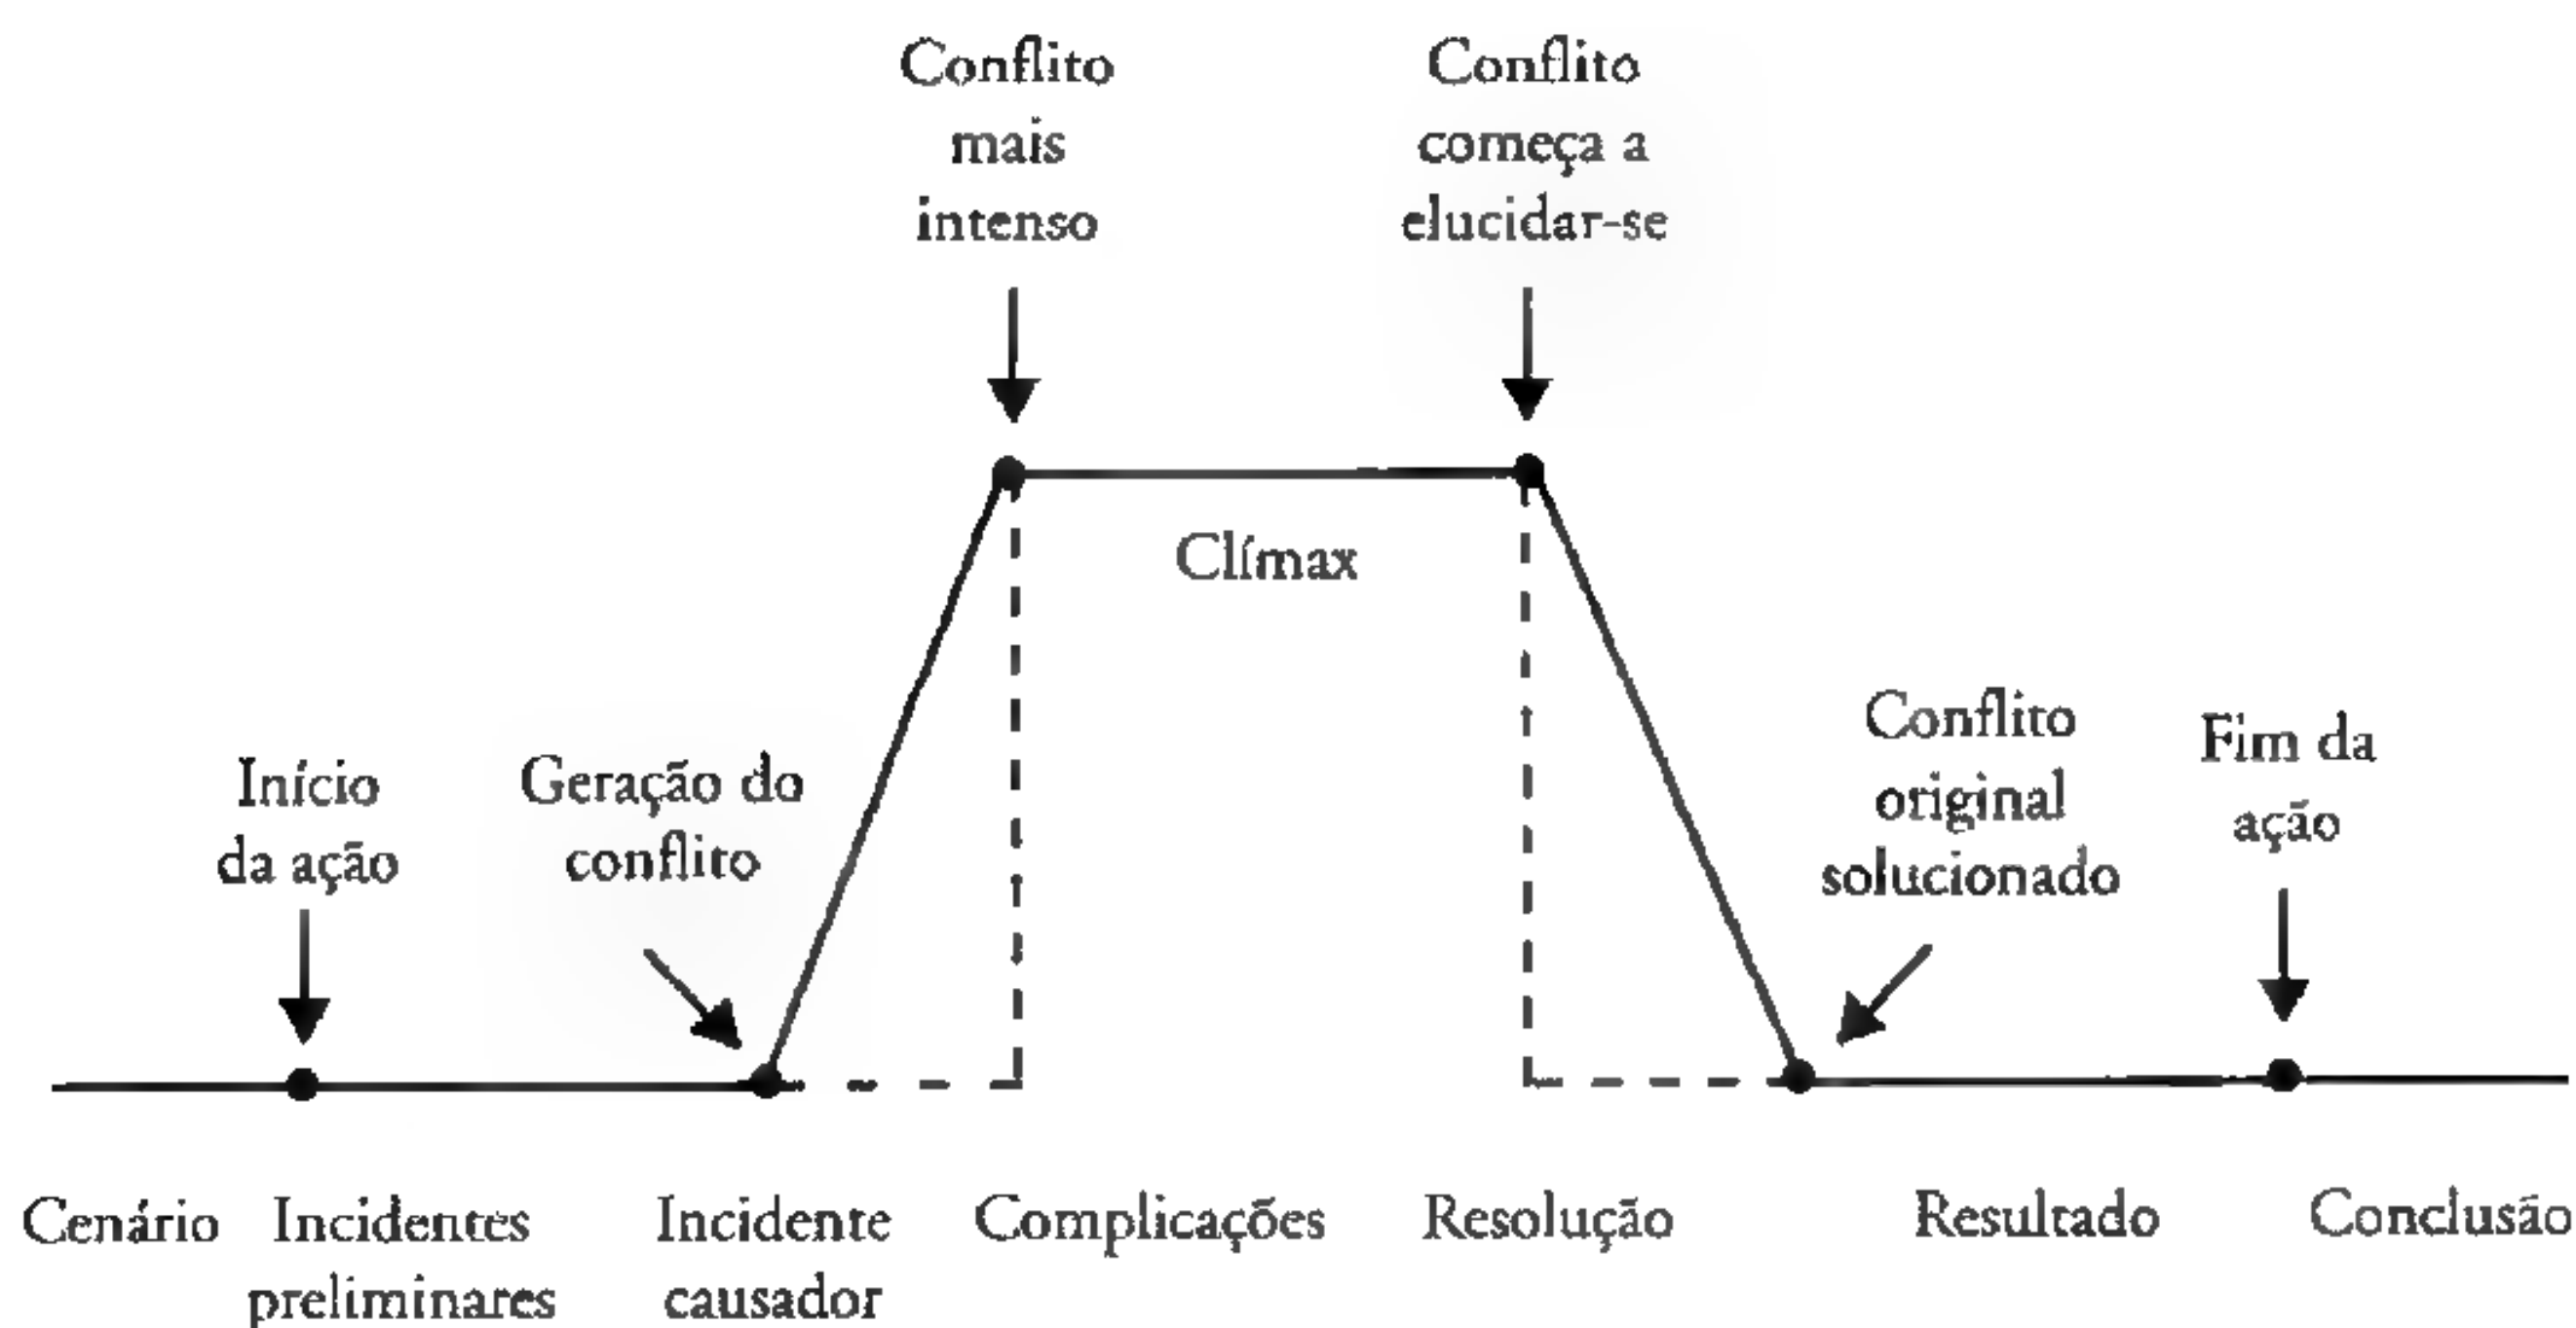 Conflito
mais
intenso
Conflito
começa a
elucidar-se
Clímax
Início
da ação
Geração do
conflito
Conflito
original
solucionado
Fim da
ação
Cenário
Incidentes
preliminares
Incidente
causador
Complicações
Resolução
Resultado
Conclusão